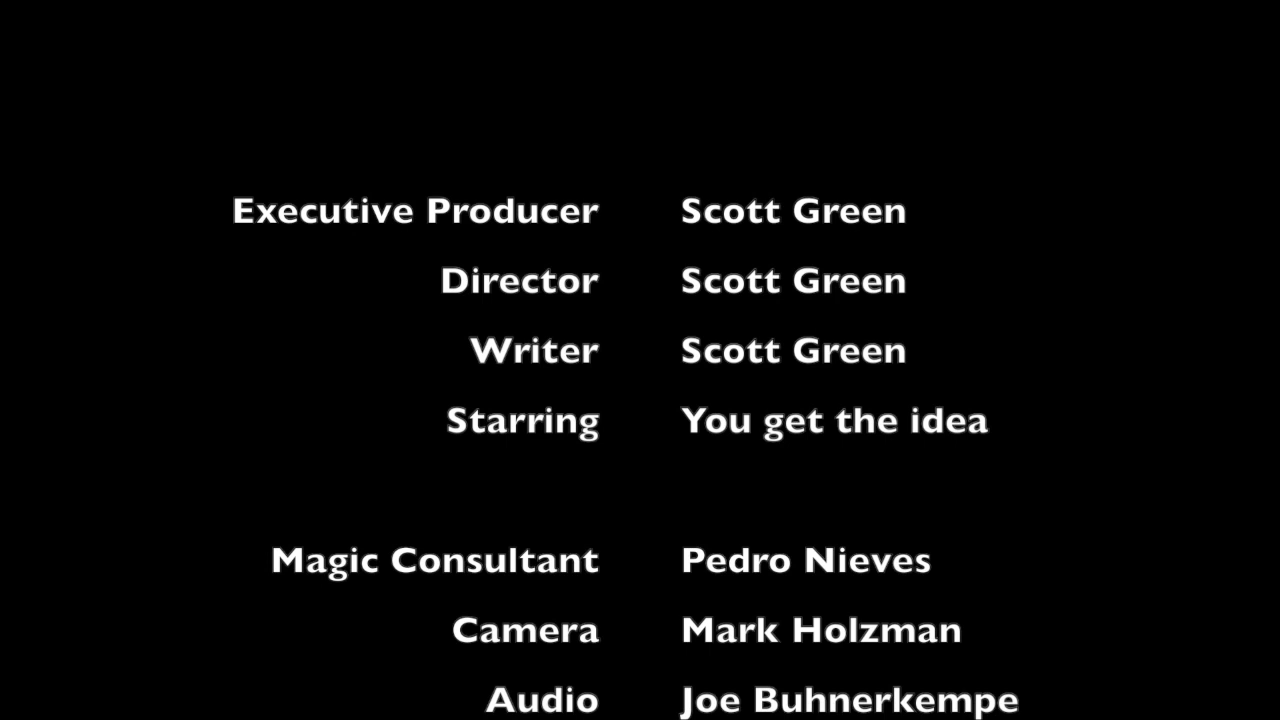 Executive Producer Scott Green
Director Scott Green
Writer Scott Green
Starring You get the idea
Magic Consultant Pedro Nieves
Camera Mark Holzman
Audio Joe Buhnerkempe